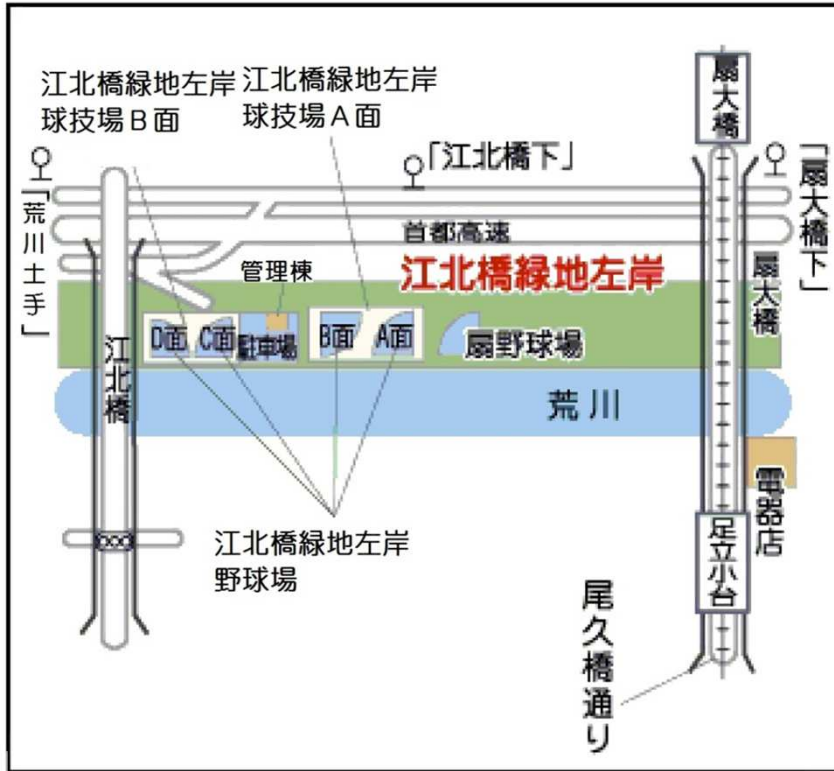 江北橋緑地左岸
球技場B面
江北橋緑地左岸
球技場A面
扇大橋
「江北橋下」
「扇大橋下」
「荒川土手」
首都高速
江北橋緑地左岸
管理棟
扇大橋
D面
C面
駐車場
B面
A面
扇野球場
江北橋
荒川
電器店
江北橋緑地左岸
野球場
足立小台
尾久橋通り